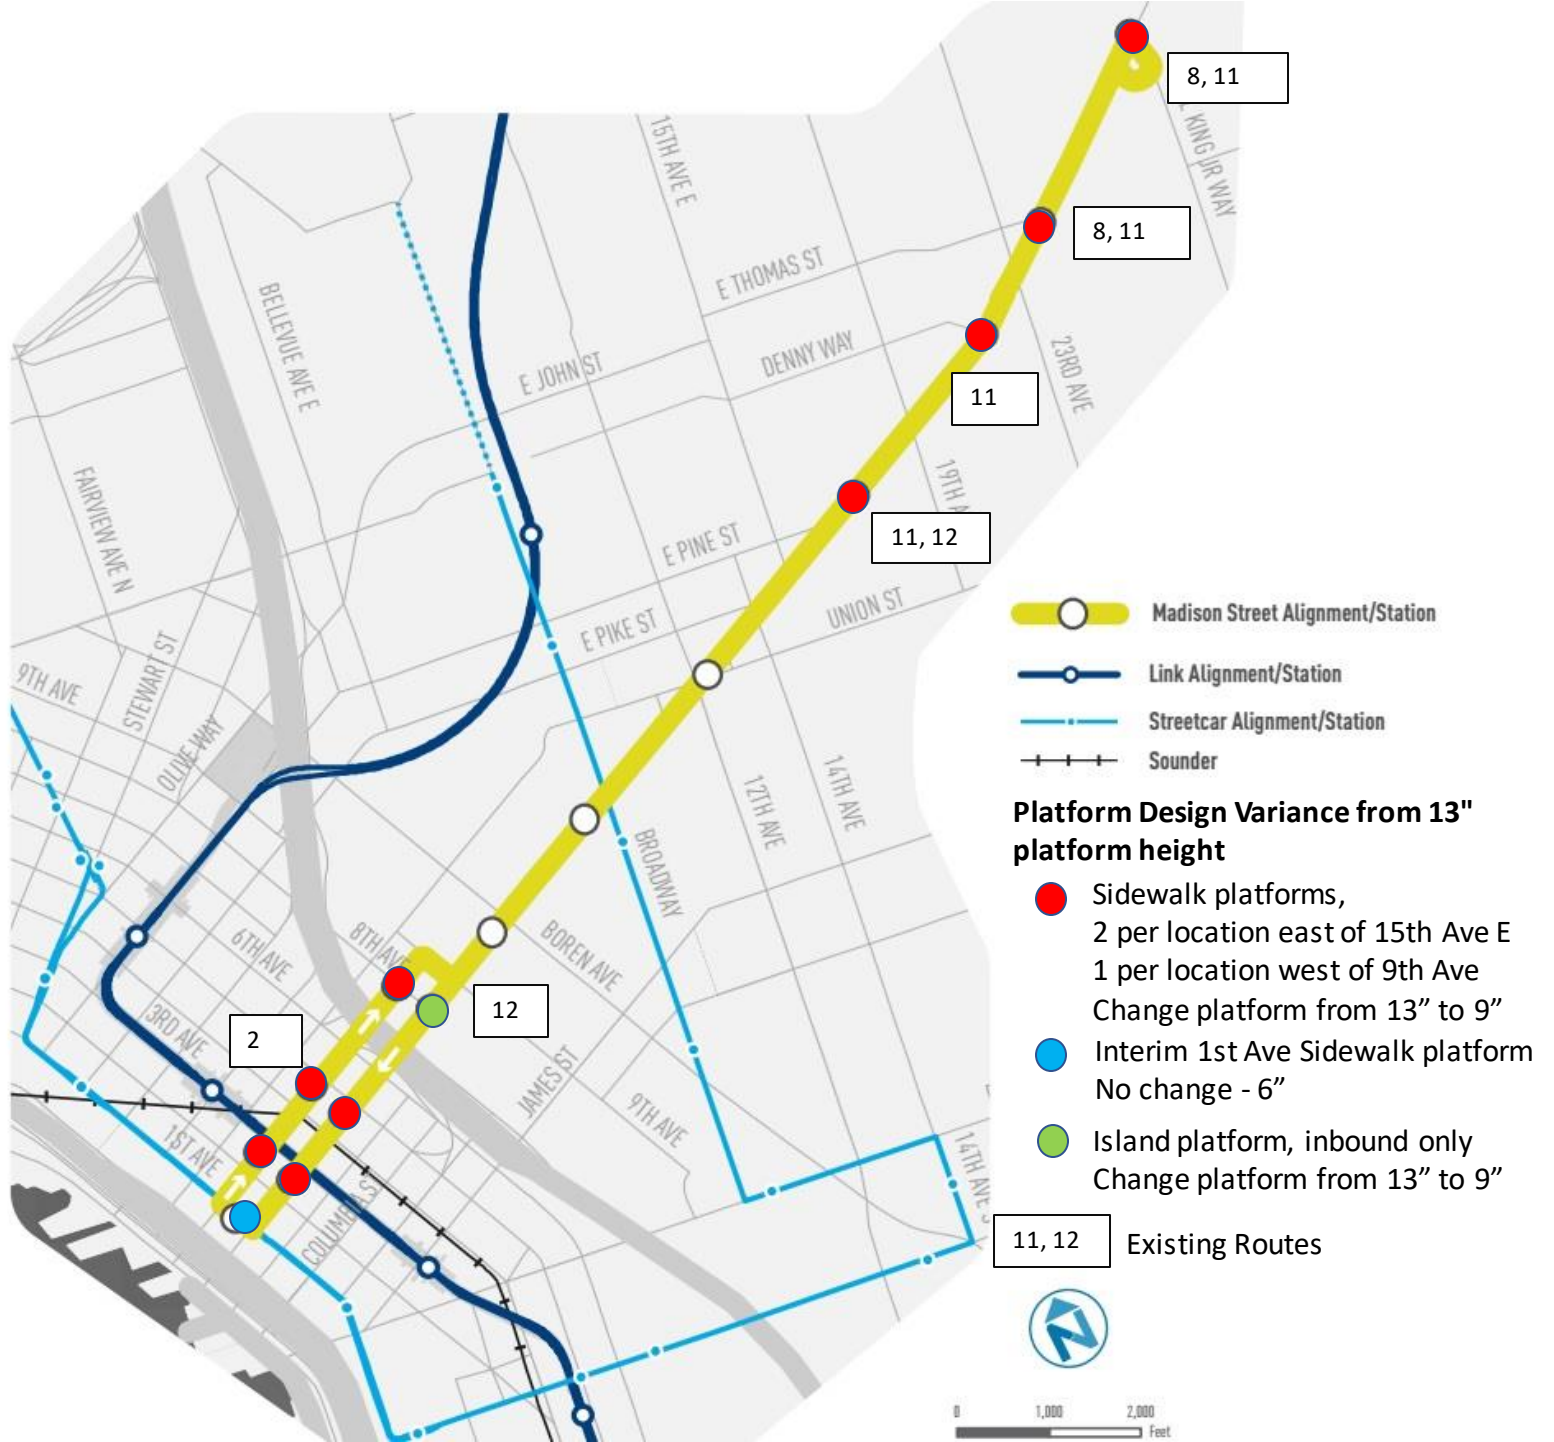 8, 11
15TH AVE E
KING JR WAY
8, 11
E THOMAS ST
BELLEVUE AVE E
DENNY WAY
23RD AVE
E JOHN ST
11
FAIRVIEW AVE N
19TH A
11, 12
E PINE ST
UNION ST
E PIKE ST
STEWART ST
9TH AVE
OLIVE WAY
14TH AVE
12TH AVE
BROADWAY
BOREN AVE
8TH AVE
6TH AVE
12
2
3RD AVE
JAMES ST
9TH AVE
1ST AVE
COLUMBIA ST
14TH AVE S
Madison Street Alignment/Station
Link Alignment/Station
Streetcar Alignment/Station
Sounder
Platform Design Variance from 13"
platform height
Sidewalk platforms,
2 per location east of 15th Ave E
1 per location west of 9th Ave
Change platform from 13” to 9”
Interim 1st Ave Sidewalk platform
No change - 6”
Island platform, inbound only
Change platform from 13” to 9”
11, 12
Existing Routes
N
0 1,000 2,000
Feet